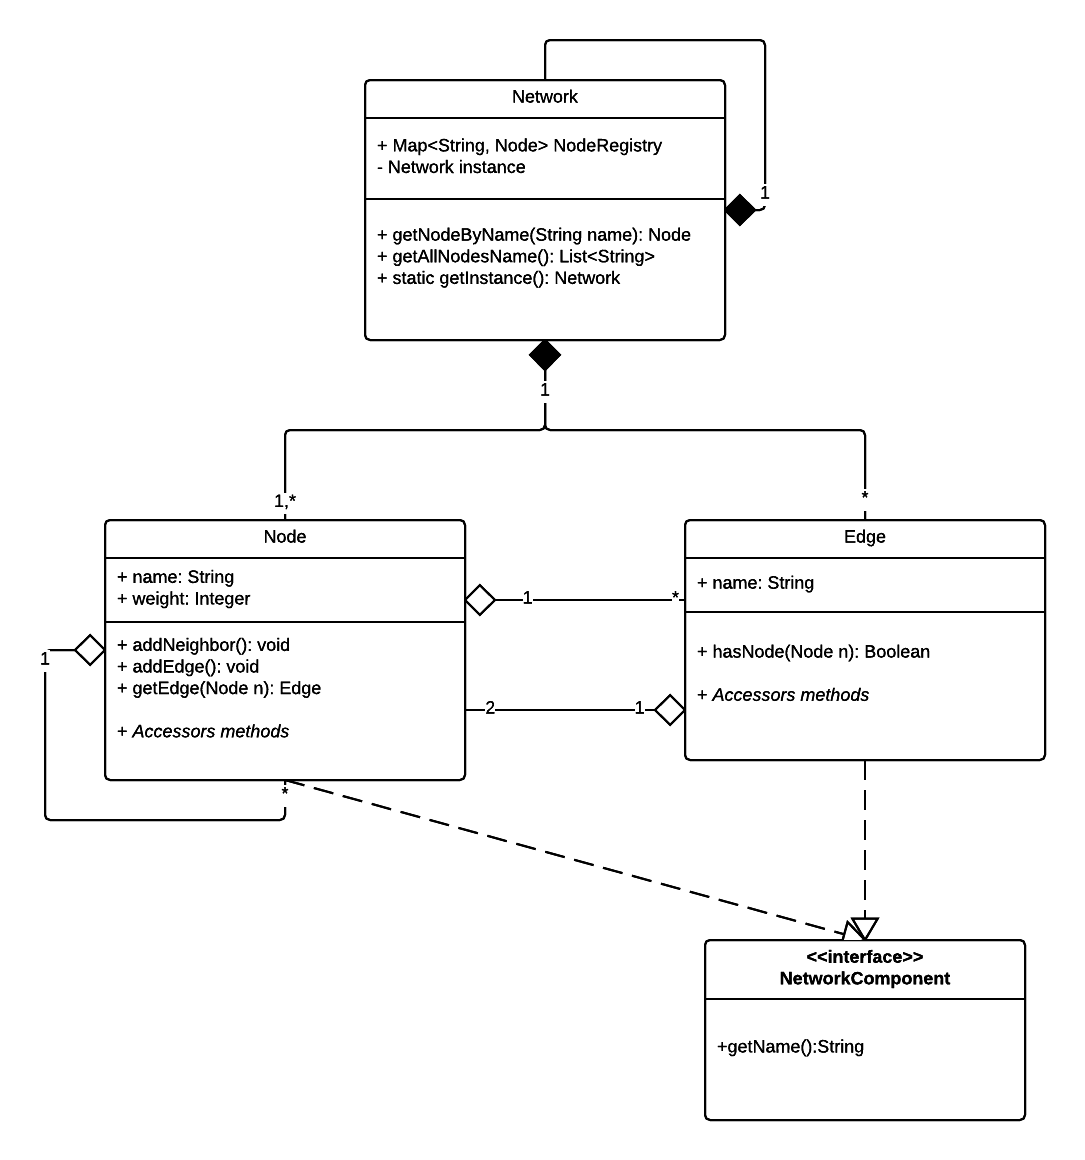 Network
+ Map<String, Node> NodeRegistry
- Network instance
1
+ getNodeByName(String name): Node
+ getAllNodesName(): List<String>
+ static getInstance(): Network
1
1,*
*
Node
+ name: String
+ weight: Integer
+ addNeighbor(): void
+ addEdge(): void
+ getEdge(Node n): Edge
+ Accessors methods
1
*
1
*
2
1
Edge
+ name: String
+ hasNode(Node n): Boolean
+ Accessors methods
<<interface>>
NetworkComponent
+getName():String